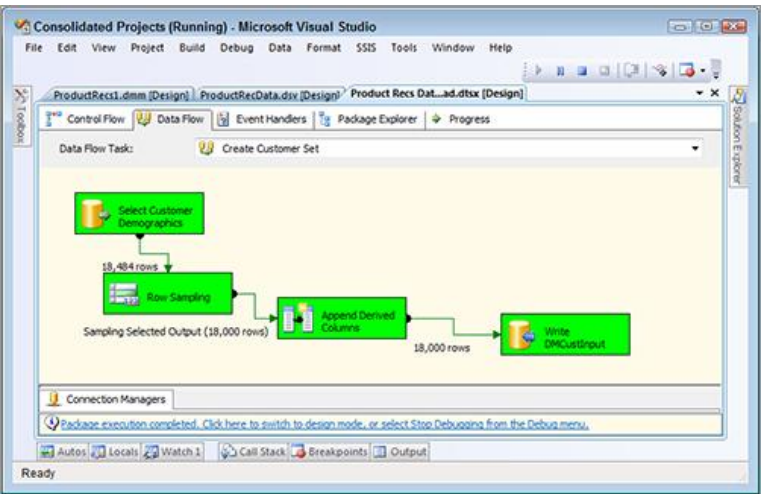 Consolidated Projects (Running) - Microsoft Visual Studio
File Edit View Project Build Debug Data Format SSIS Tools Window Help
Toolbox
ProductRecs1.dmm [Design] ProductRecData.dsv [Design] Product Recs Dat...ad.dtsx [Design]
Solution Explorer
Control Flow Data Flow Event Handlers Package Explorer Progress
Data Flow Task: Create Customer Set
Select Customer
Demographics
18,484 rows
Row Sampling
Sampling Selected Output (18,000 rows)
Append Derived
Columns
18,000 rows
Write
DMCustInput
Connection Managers
Package execution completed. Click here to switch to design mode, or select Stop Debugging from the Debug menu.
Autos Locals Watch 1 Call Stack Breakpoints Output
Ready